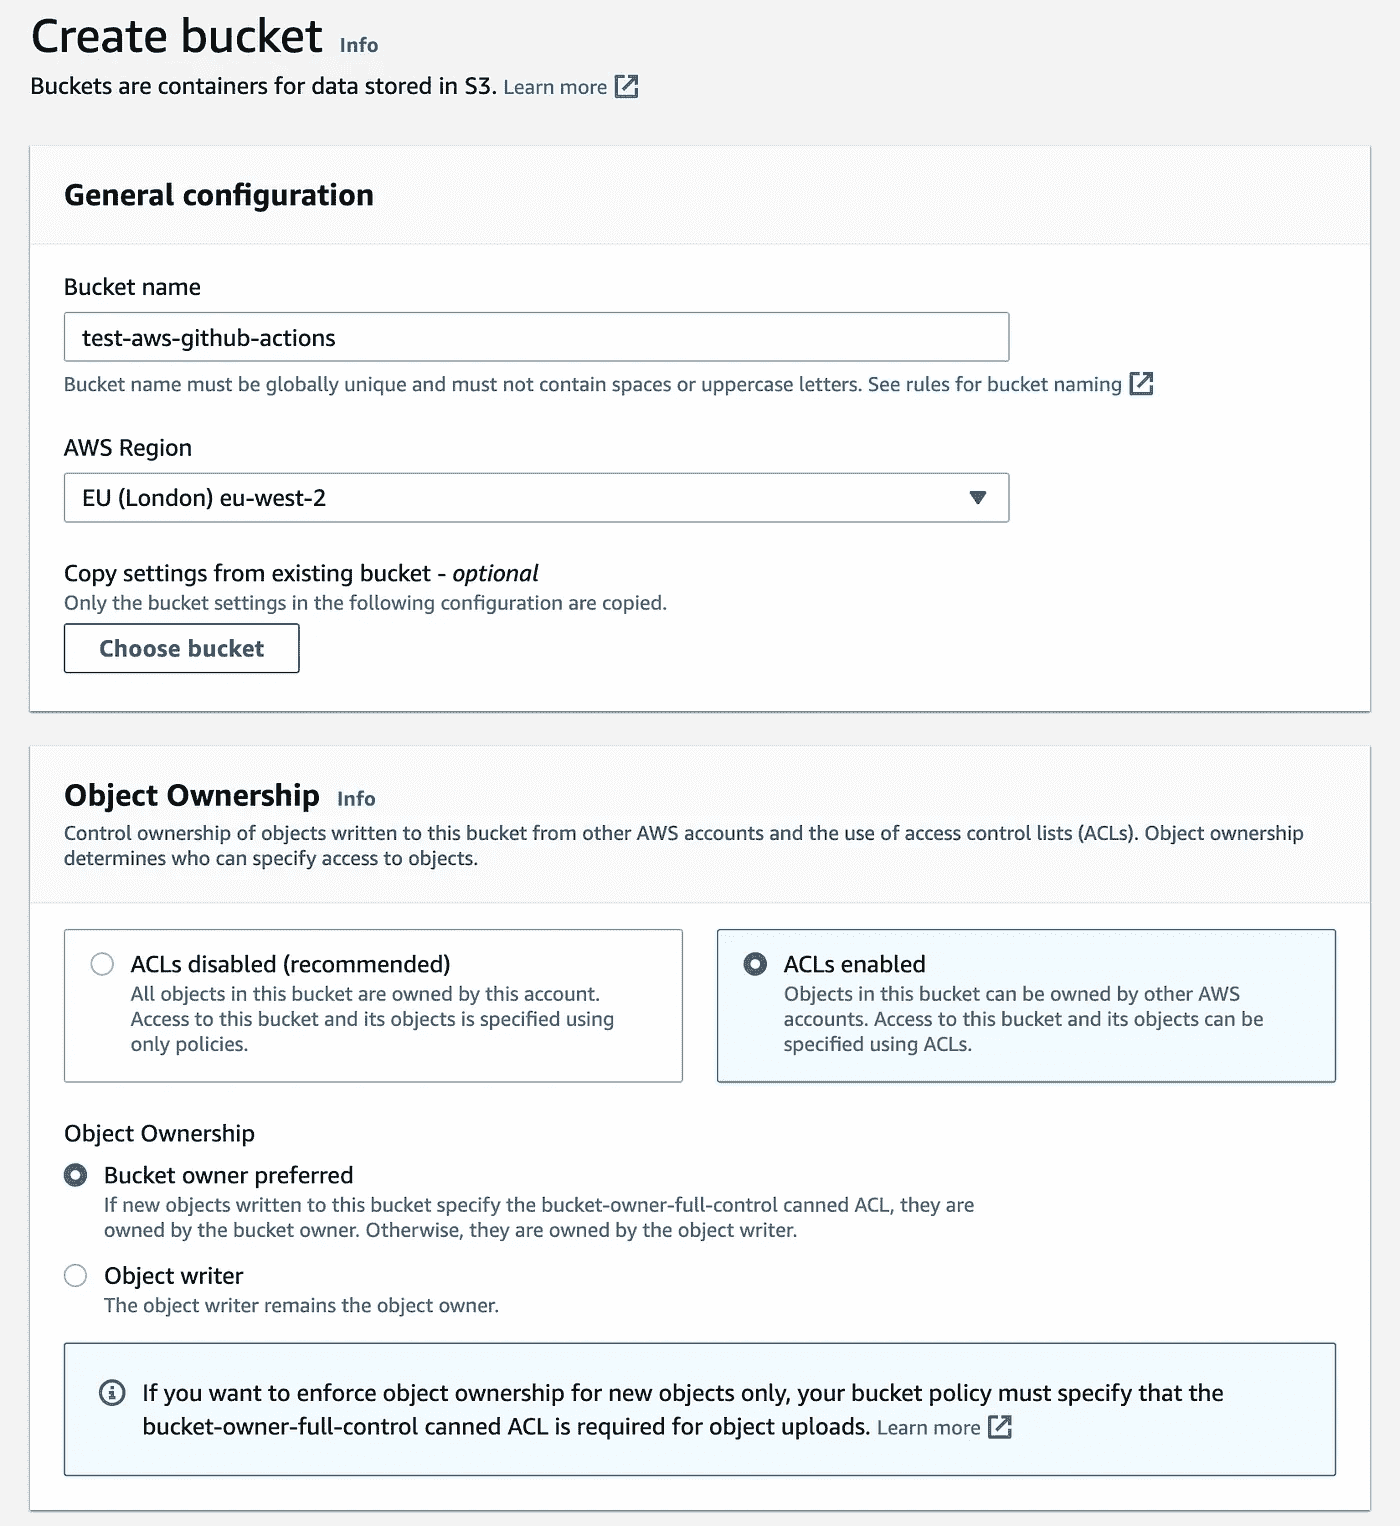 Create bucket Info
Buckets are containers for data stored in S3. Learn more
General configuration
Bucket name
test-aws-github-actions
Bucket name must be globally unique and must not contain spaces or uppercase letters. See rules for bucket naming
AWS Region
EU (London) eu-west-2
Copy settings from existing bucket - optional
Only the bucket settings in the following configuration are copied.
Choose bucket
Object Ownership Info
Control ownership of objects written to this bucket from other AWS accounts and the use of access control lists (ACLs). Object ownership
determines who can specify access to objects.
ACLs disabled (recommended)
All objects in this bucket are owned by this account.
Access to this bucket and its objects is specified using
only policies.
ACLs enabled
Objects in this bucket can be owned by other AWS
accounts. Access to this bucket and its objects can be
specified using ACLs.
Object Ownership
Bucket owner preferred
If new objects written to this bucket specify the bucket-owner-full-control canned ACL, they are
owned by the bucket owner. Otherwise, they are owned by the object writer.
Object writer
The object writer remains the object owner.
If you want to enforce object ownership for new objects only, your bucket policy must specify that the
bucket-owner-full-control canned ACL is required for object uploads. Learn more